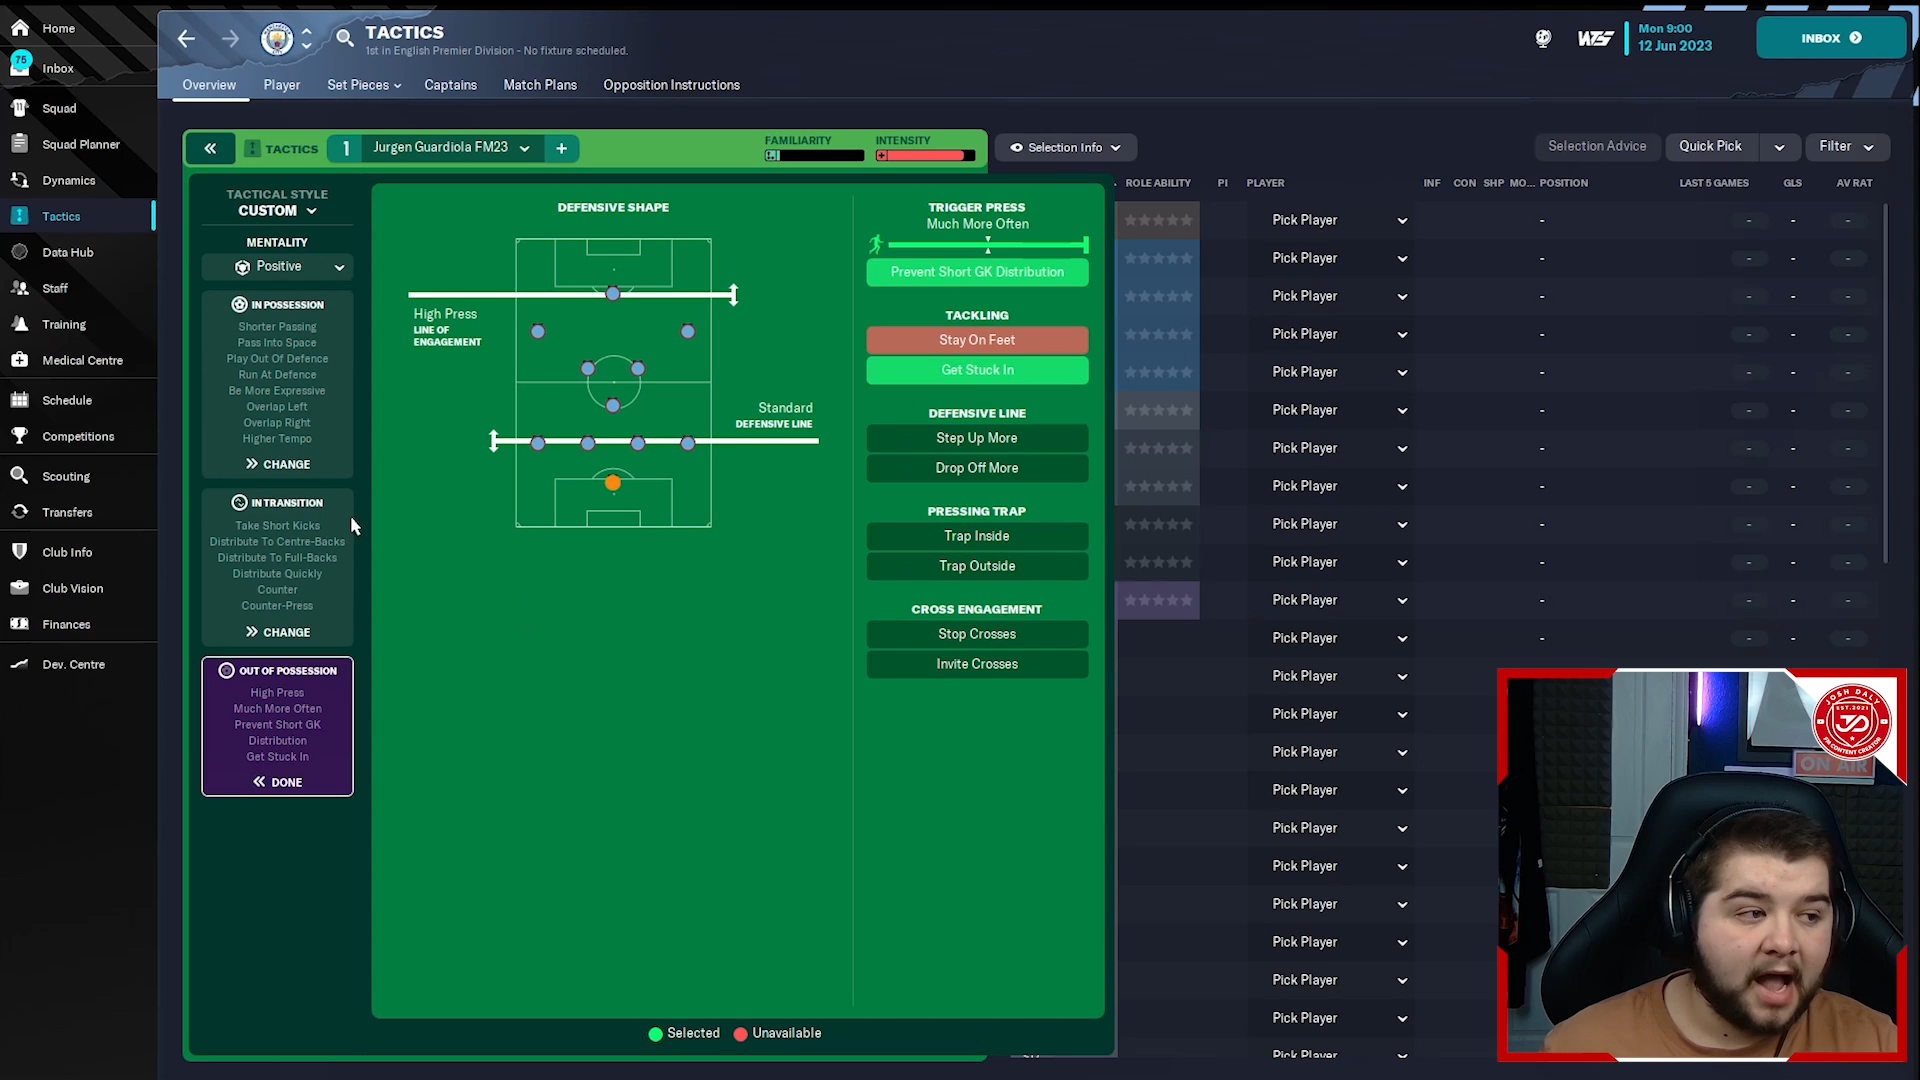 Home
75
Inbox
Squad
Squad Planner
Dynamics
Tactics
Data Hub
Staff
Training
Medical Centre
Schedule
Competitions
Scouting
Transfers
Club Info
Club Vision
Finances
Dev. Centre
TACTICS
1st in English Premier Division - No fixture scheduled.
Mon 9:00
12 Jun 2023
INBOX
Overview
Player
Set Pieces
Captains
Match Plans
Opposition Instructions
TACTICS
1
Jurgen Guardiola FM23
FAMILIARITY
INTENSITY
Selection Info
Selection Advice
Quick Pick
Filter
TACTICAL STYLE
CUSTOM
MENTALITY
Positive
IN POSSESSION
Shorter Passing
Pass Into Space
Play Out Of Defence
Run At Defence
Be More Expressive
Overlap Left
Overlap Right
Higher Tempo
CHANGE
IN TRANSITION
Take Short Kicks
Distribute To Centre-Backs
Distribute To Full-Backs
Distribute Quickly
Counter
Counter-Press
CHANGE
OUT OF POSSESSION
High Press
Much More Often
Prevent Short GK
Distribution
Get Stuck In
DONE
DEFENSIVE SHAPE
High Press
LINE OF
ENGAGEMENT
Standard
DEFENSIVE LINE
Selected
Unavailable
TRIGGER PRESS
Much More Often
Prevent Short GK Distribution
TACKLING
Stay On Feet
Get Stuck In
DEFENSIVE LINE
Step Up More
Drop Off More
PRESSING TRAP
Trap Inside
Trap Outside
CROSS ENGAGEMENT
Stop Crosses
Invite Crosses
ROLE ABILITY PI PLAYER INF CON SHP MO... POSITION LAST 5 GAMES GLS AV RAT
Pick Player - - - -
Pick Player - - - -
Pick Player - - - -
Pick Player - - - -
Pick Player - - - -
Pick Player - - - -
Pick Player - - - -
Pick Player - - - -
Pick Player - - - -
Pick Player - - - -
Pick Player - - - -
Pick Player - - - -
Pick Player
Pick Player
Pick Player
Pick Player
Pick Player
Pick Player
Pick Player
Pick Player
Pick Player
Pick Player
Pick Player
JOSH DALY
EST. 2021
JD
FM CONTENT CREATOR
ON AIR